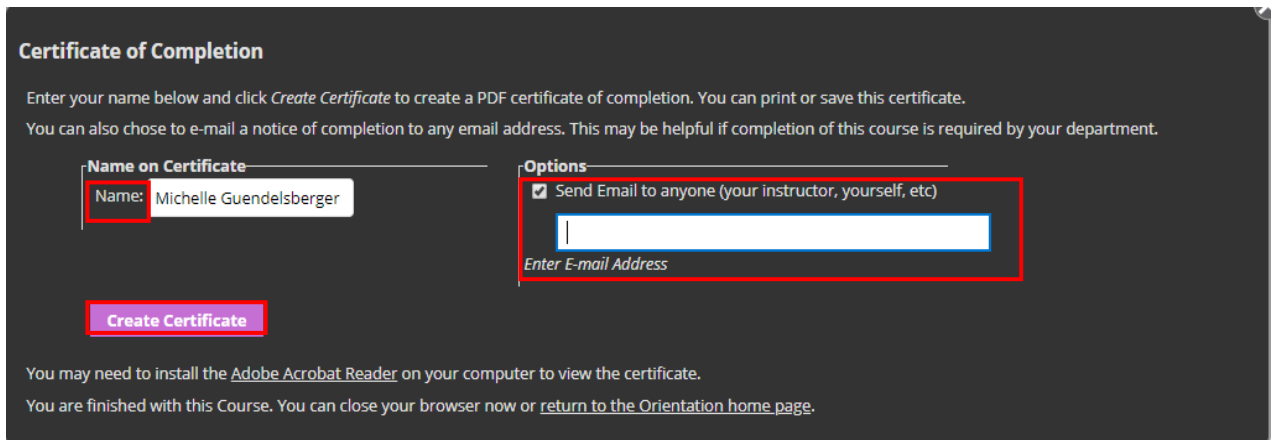 Certificate of Completion
Enter your name below and click Create Certificate to create a PDF certificate of completion. You can print or save this certificate.
You can also chose to e-mail a notice of completion to any email address. This may be helpful if completion of this course is required by your department.
Name on Certificate
Name: Michelle Guendelsberger
Options
Send Email to anyone (your instructor, yourself, etc)
Enter E-mail Address
Create Certificate
You may need to install the Adobe Acrobat Reader on your computer to view the certificate.
You are finished with this Course. You can close your browser now or return to the Orientation home page.